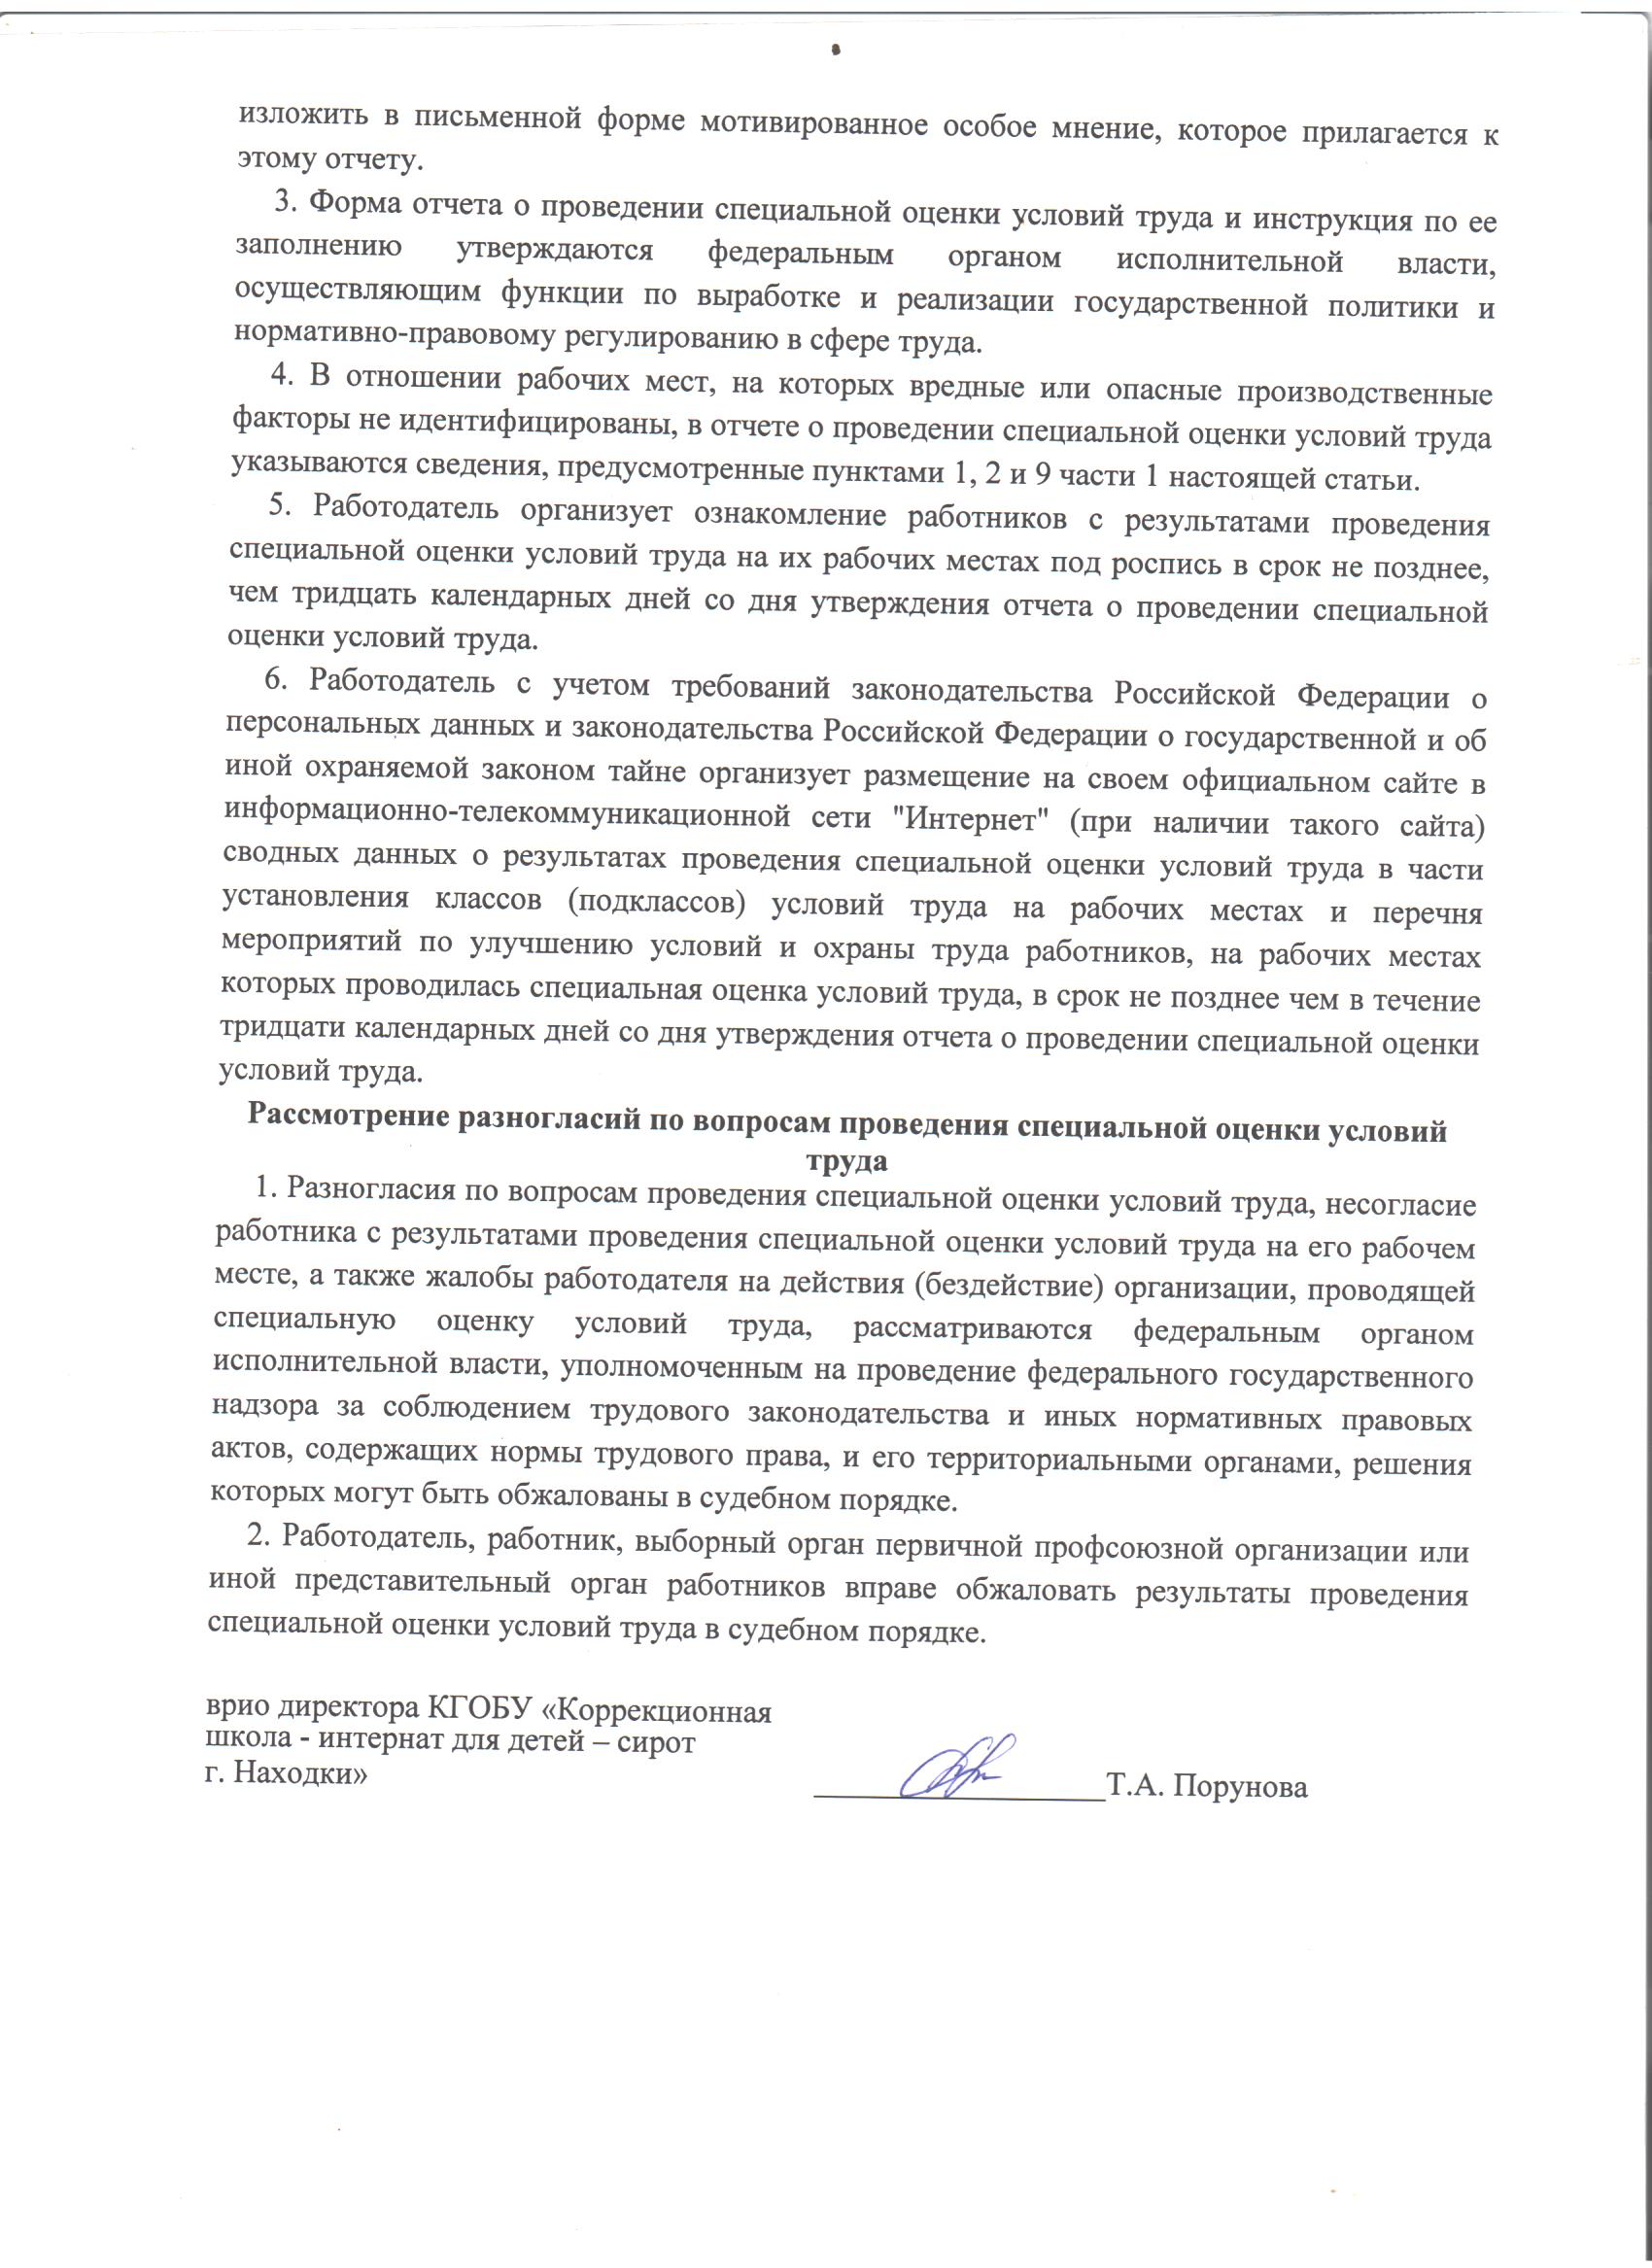 изложить в письменной форме мотивированное особое мнение, которое прилагается к
этому отчету.
3. Форма отчета о проведении специальной оценки условий труда и инструкция по ее
заполнению утверждаются федеральным органом исполнительной власти,
осуществляющим функции по выработке и реализации государственной политики и
нормативно-правовому регулированию в сфере труда.
4. В отношении рабочих мест, на которых вредные или опасные производственные
факторы не идентифицированы, в отчете о проведении специальной оценки условий труда
указываются сведения, предусмотренные пунктами 1, 2 и 9 части 1 настоящей статьи.
5. Работодатель организует ознакомление работников с результатами проведения
специальной оценки условий труда на их рабочих местах под роспись в срок не позднее,
чем тридцать календарных дней со дня утверждения отчета о проведении специальной
оценки условий труда.
6. Работодатель с учетом требований законодательства Российской Федерации о
персональных данных и законодательства Российской Федерации о государственной и об
иной охраняемой законом тайне организует размещение на своем официальном сайте в
информационно-телекоммуникационной сети "Интернет" (при наличии такого сайта)
сводных данных о результатах проведения специальной оценки условий труда в части
установления классов (подклассов) условий труда на рабочих местах и перечня
мероприятий по улучшению условий и охраны труда работников, на рабочих местах
которых проводилась специальная оценка условий труда, в срок не позднее чем в течение
тридцати календарных дней со дня утверждения отчета о проведении специальной оценки
условий труда.
Рассмотрение разногласий по вопросам проведения специальной оценки условий
труда
1. Разногласия по вопросам проведения специальной оценки условий труда, несогласие
работника с результатами проведения специальной оценки условий труда на его рабочем
месте, а также жалобы работодателя на действия (бездействие) организации, проводящей
специальную оценку условий труда, рассматриваются федеральным органом
исполнительной власти, уполномоченным на проведение федерального государственного
надзора за соблюдением трудового законодательства и иных нормативных правовых
актов, содержащих нормы трудового права, и его территориальными органами, решения
которых могут быть обжалованы в судебном порядке.
2. Работодатель, работник, выборный орган первичной профсоюзной организации или
иной представительный орган работников вправе обжаловать результаты проведения
специальной оценки условий труда в судебном порядке.
врио директора КГОБУ «Коррекционная
школа - интернат для детей – сирот
г. Находки»
Т.А. Порунова